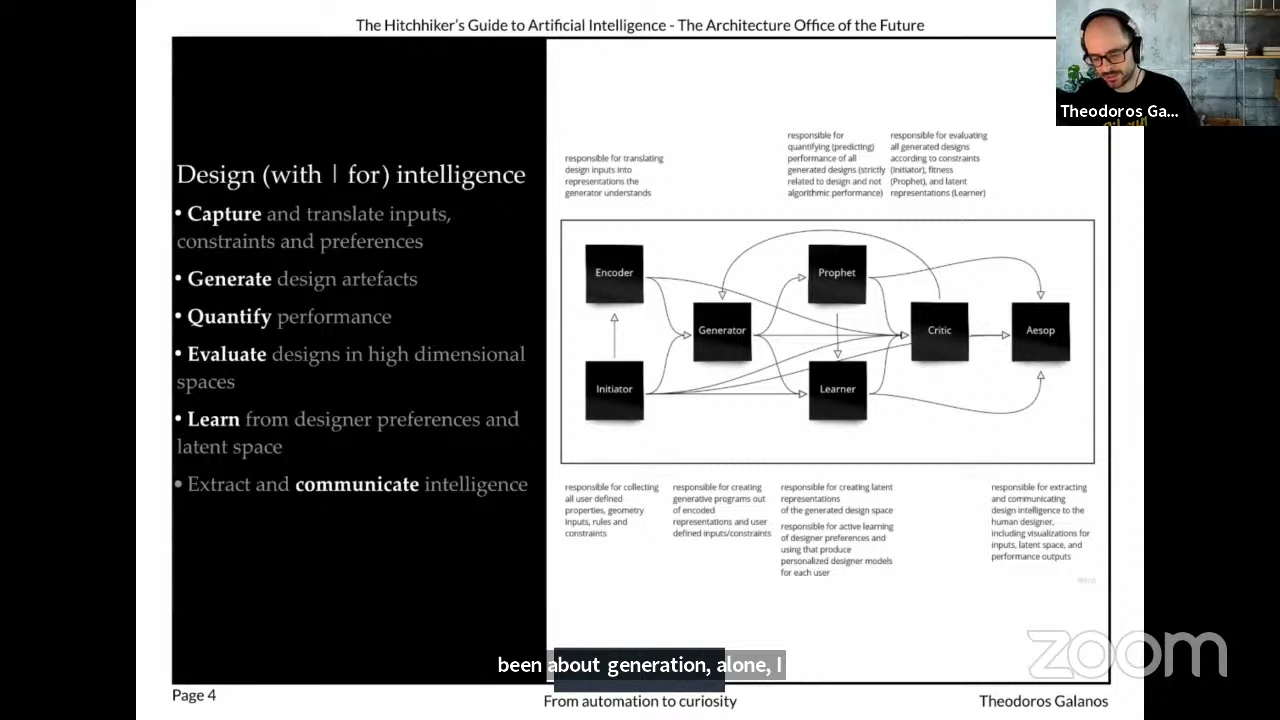 The Hitchhiker's Guide to Artificial Intelligence - The Architecture Office of the Future
Theodoros Ga...
Design (with | for) intelligence
• Capture and translate inputs,
constraints and preferences
• Generate design artefacts
• Quantify performance
• Evaluate designs in high dimensional
spaces
• Learn from designer preferences and
latent space
• Extract and communicate intelligence
responsible for translating
design inputs into
representations the
generator understands
responsible for
quantifying (predicting)
performance of all
generated designs (strictly
related to design and not
algorithmic performance)
responsible for evaluating
all generated designs
according to constraints
(Initiator), fitness
(Prophet), and latent
representations (Learner)
Encoder
Prophet
Generator
Critic
Aesop
Initiator
Learner
responsible for collecting
all user defined
properties, geometry
inputs, rules and
constraints
responsible for creating
generative programs out
of encoded
representations and user
defined inputs/constraints
responsible for creating latent
representations
of the generated design space
responsible for active learning
of designer preferences and
using that produce
personalized designer models
for each user
responsible for extracting
and communicating
design intelligence to the
human designer,
including visualizations for
inputs, latent space, and
performance outputs
been about generation, alone, I
zoom
Page 4
From automation to curiosity
Theodoros Galanos